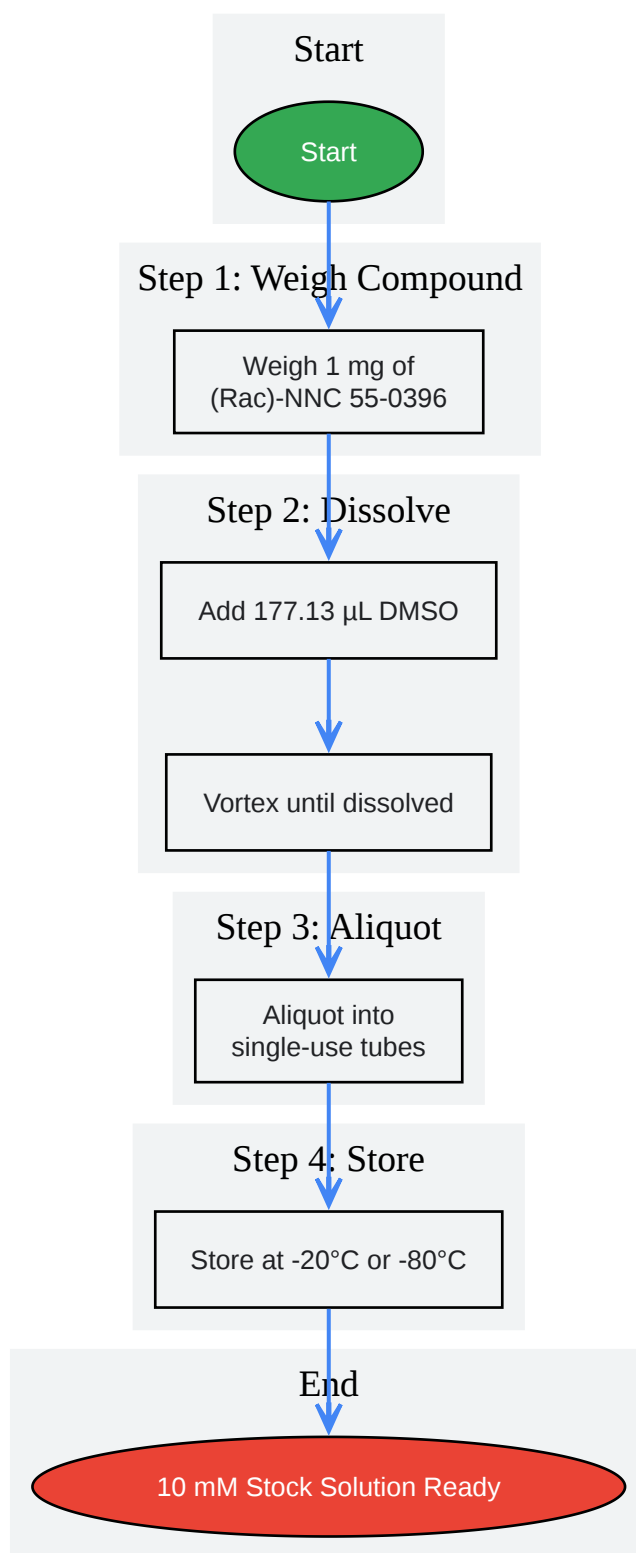 Start
Start
Step 1: Weigh Compound
Weigh 1 mg of
(Rac)-NNC 55-0396
Step 2: Dissolve
Add 177.13 µL DMSO
Vortex until dissolved
Step 3: Aliquot
Aliquot into
single-use tubes
Step 4: Store
Store at -20°C or -80°C
End
10 mM Stock Solution Ready